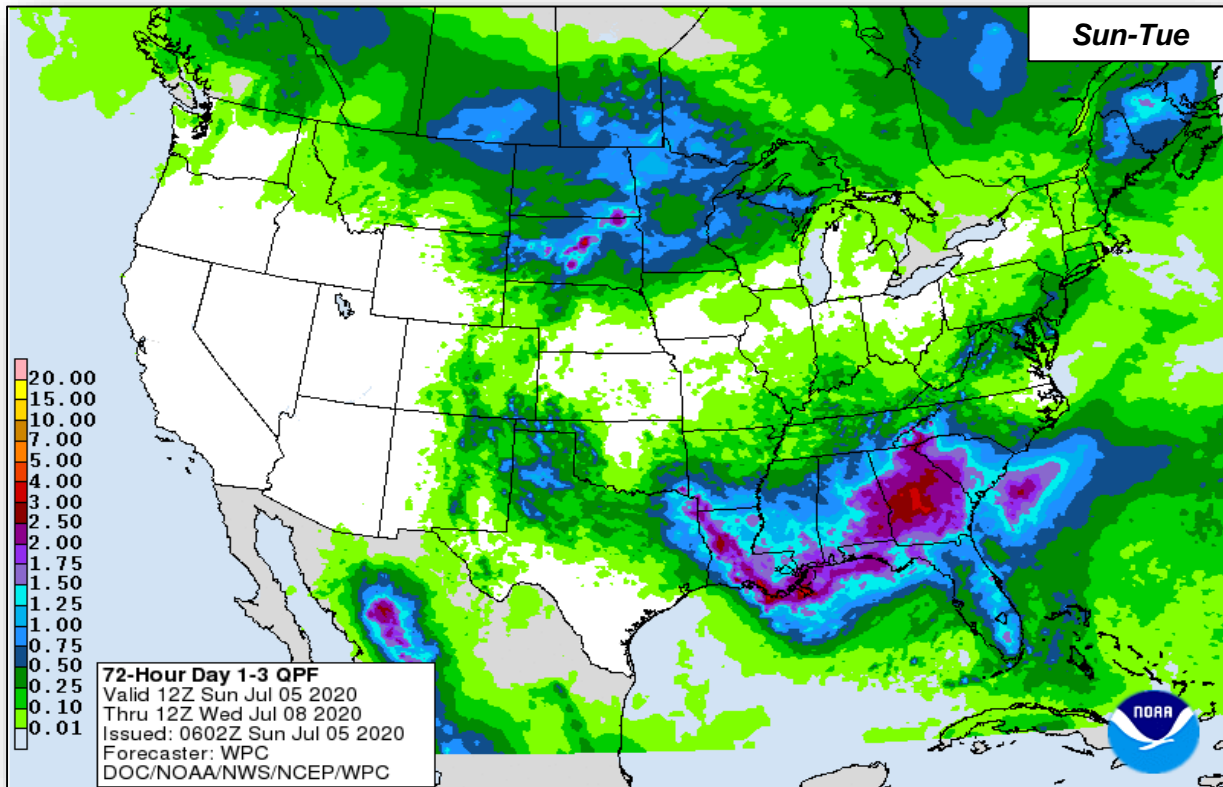 Sun-Tue
20.00
15.00
10.00
7.00
5.00
4.00
3.00
2.50
2.00
1.75
1.50
1.25
1.00
0.75
0.50
0.25
0.10
0.01
72-Hour Day 1-3 QPF
Valid 12Z Sun Jul 05 2020
Thru 12Z Wed Jul 08 2020
Issued: 0602Z Sun Jul 05 2020
Forecaster: WPC
DOC/NOAA/NWS/NCEP/WPC
NOAA